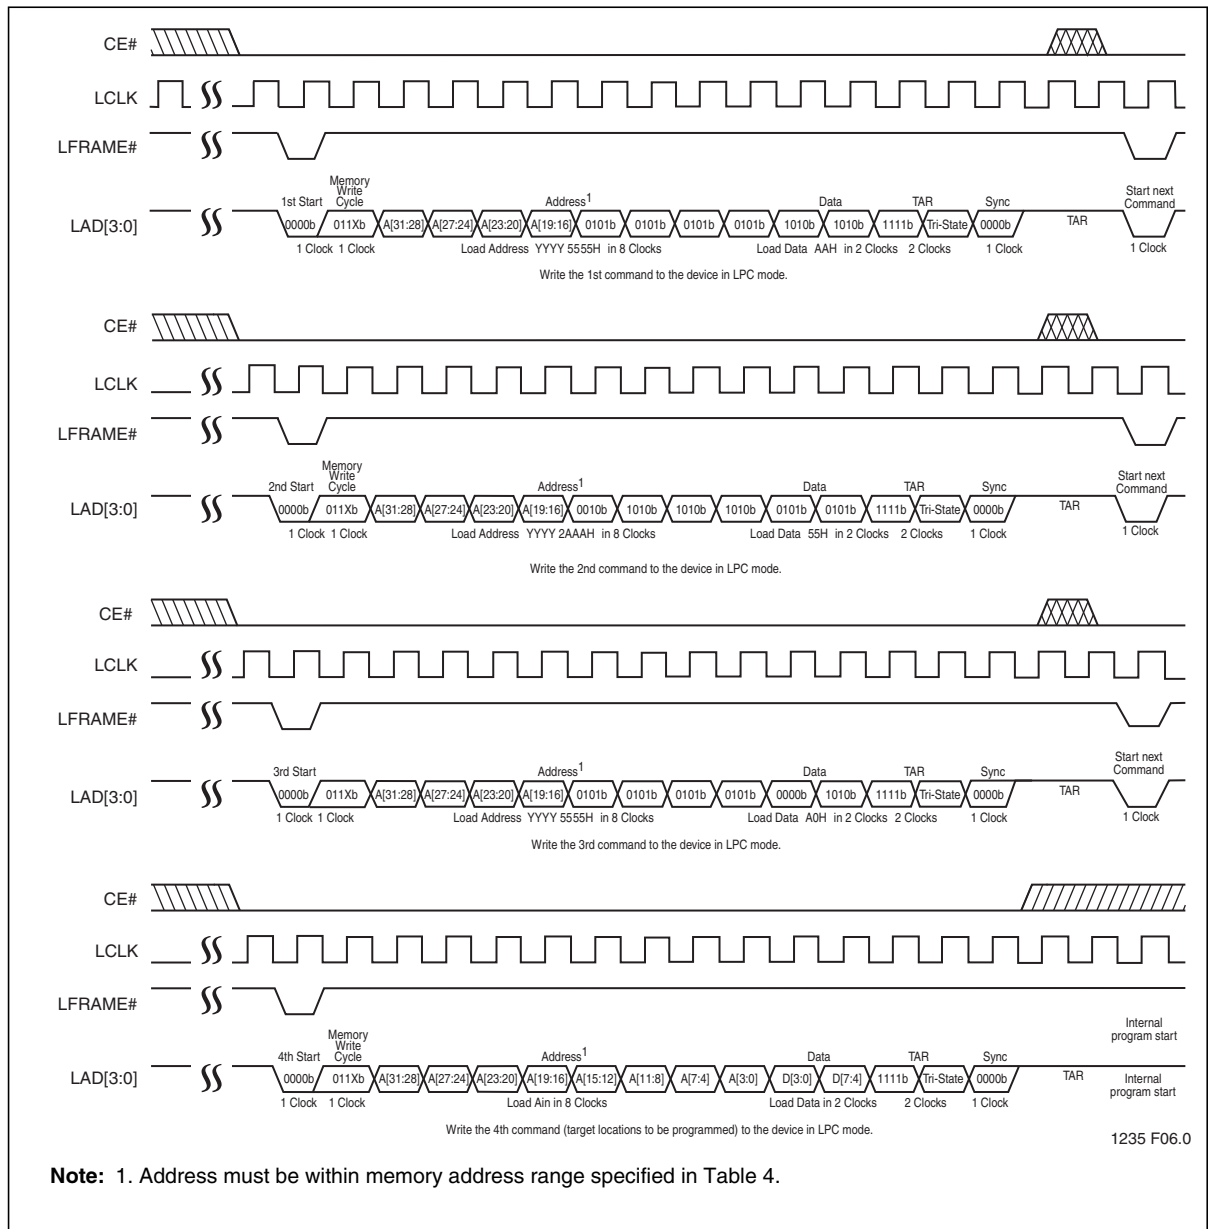 CE#
LCLK
LFRAME#
Memory
Write
Cycle
1st Start Address1 Data TAR Sync Start next
Command
LAD[3:0] 0000b 011Xb A[31:28] A[27:24] A[23:20] A[19:16] 0101b 0101b 0101b 0101b 1010b 1010b 1111b Tri-State 0000b TAR
1 Clock 1 Clock Load Address YYYY 5555H in 8 Clocks Load Data AAH in 2 Clocks 2 Clocks 1 Clock 1 Clock
Write the 1st command to the device in LPC mode.
CE#
LCLK
LFRAME#
Memory
Write
Cycle
2nd Start Address1 Data TAR Sync Start next
Command
LAD[3:0] 0000b 011Xb A[31:28] A[27:24] A[23:20] A[19:16] 0010b 1010b 1010b 1010b 0101b 0101b 1111b Tri-State 0000b TAR
1 Clock 1 Clock Load Address YYYY 2AAAH in 8 Clocks Load Data 55H in 2 Clocks 2 Clocks 1 Clock 1 Clock
Write the 2nd command to the device in LPC mode.
CE#
LCLK
LFRAME#
3rd Start Address1 Data TAR Sync Start next
Command
LAD[3:0] 0000b 011Xb A[31:28] A[27:24] A[23:20] A[19:16] 0101b 0101b 0101b 0101b 0000b 1010b 1111b Tri-State 0000b TAR
1 Clock 1 Clock Load Address YYYY 5555H in 8 Clocks Load Data A0H in 2 Clocks 2 Clocks 1 Clock 1 Clock
Write the 3rd command to the device in LPC mode.
CE#
LCLK
LFRAME#
Internal
program start
Memory
Write
Cycle
4th Start Address1 Data TAR Sync
LAD[3:0] 0000b 011Xb A[31:28] A[27:24] A[23:20] A[19:16] A[15:12] A[11:8] A[7:4] A[3:0] D[3:0] D[7:4] 1111b Tri-State 0000b TAR Internal
program start
1 Clock 1 Clock Load Ain in 8 Clocks Load Data in 2 Clocks 2 Clocks 1 Clock
Write the 4th command (target locations to be programmed) to the device in LPC mode.
1235 F06.0
Note: 1. Address must be within memory address range specified in Table 4.